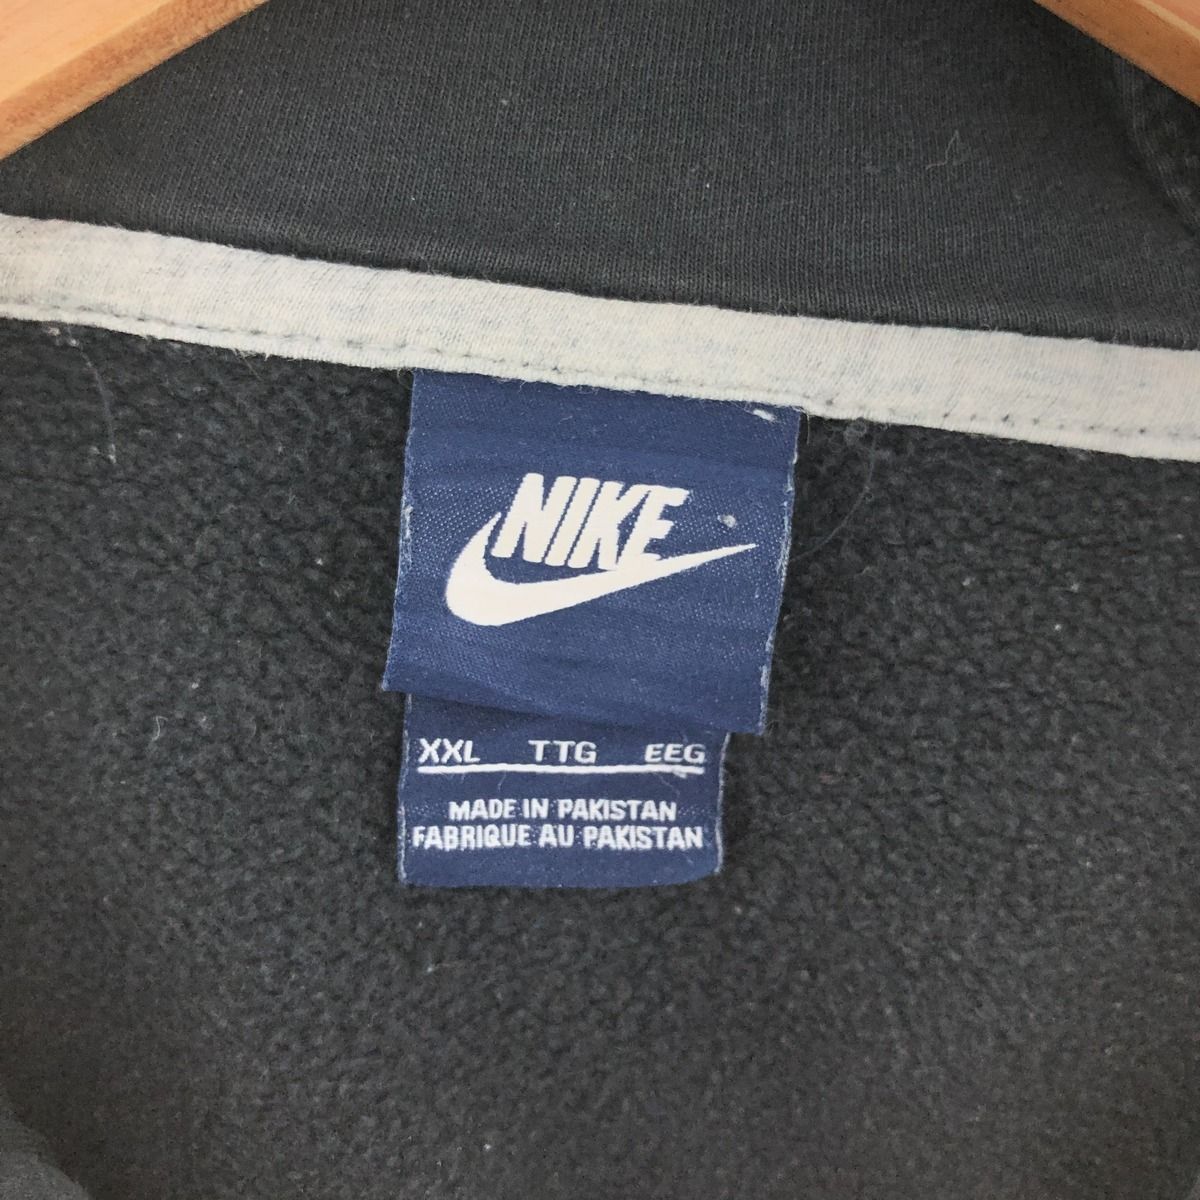 NIKE
XXL TTG EEG
MADE IN PAKISTAN
FABRIQUE AU PAKISTAN